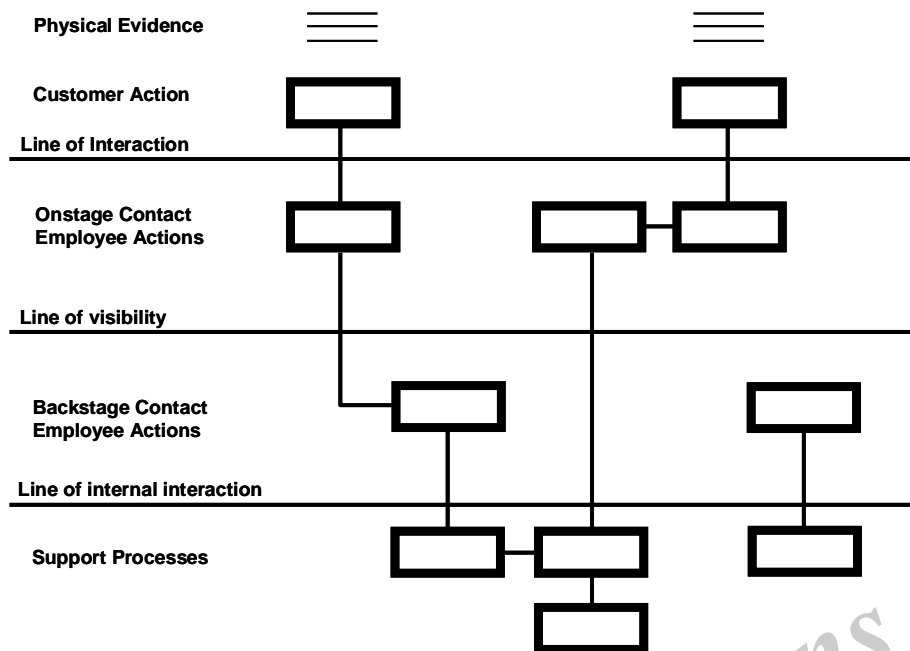 Physical Evidence
Customer Action
Line of Interaction
Onstage Contact
Employee Actions
Line of visibility
Backstage Contact
Employee Actions
Line of internal interaction
Support Processes